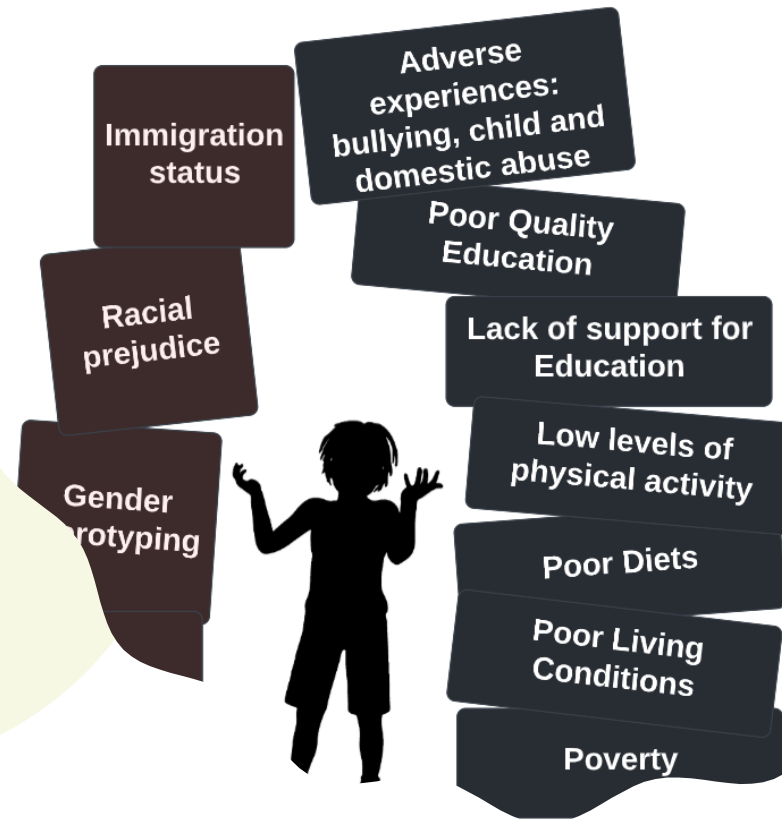 Immigration
status
Racial
prejudice
Gender
rotyping
Adverse
experiences:
bullying, child and
domestic abuse
Poor Quality
Education
Lack of support for
Education
Low levels of
physical activity
Poor Diets
Poor Living
Conditions
Poverty